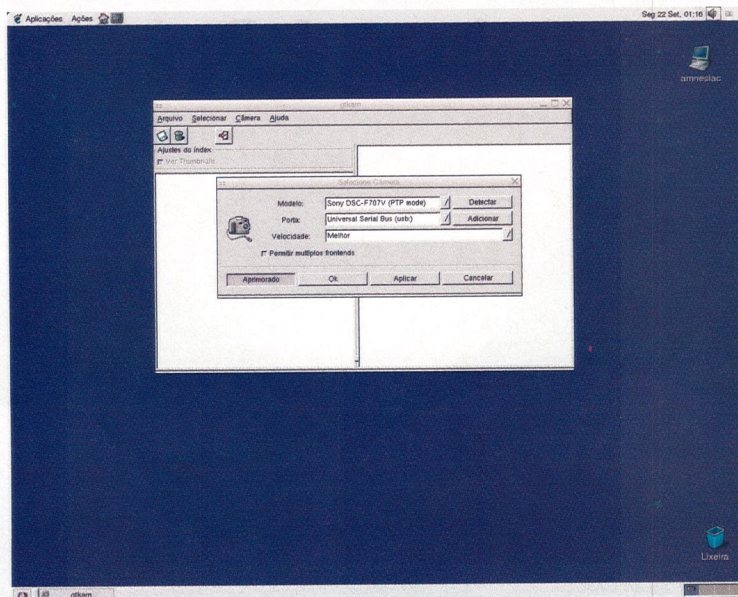 Aplicações Ações
Seg 22 Set, 01:16
amnesiac
gtkam
Arquivo Selecionar Câmera Ajuda
Ajustes do index
Ver Thumbnails
Selecione Câmera
Modelo: Sony DSC-F707V (PTP mode) Detectar
Porta: Universal Serial Bus (usb:) Adicionar
Velocidade: Melhor
Permitir multiplos frontends
Aprimorado Ok Aplicar Cancelar
Lixeira
gtkam